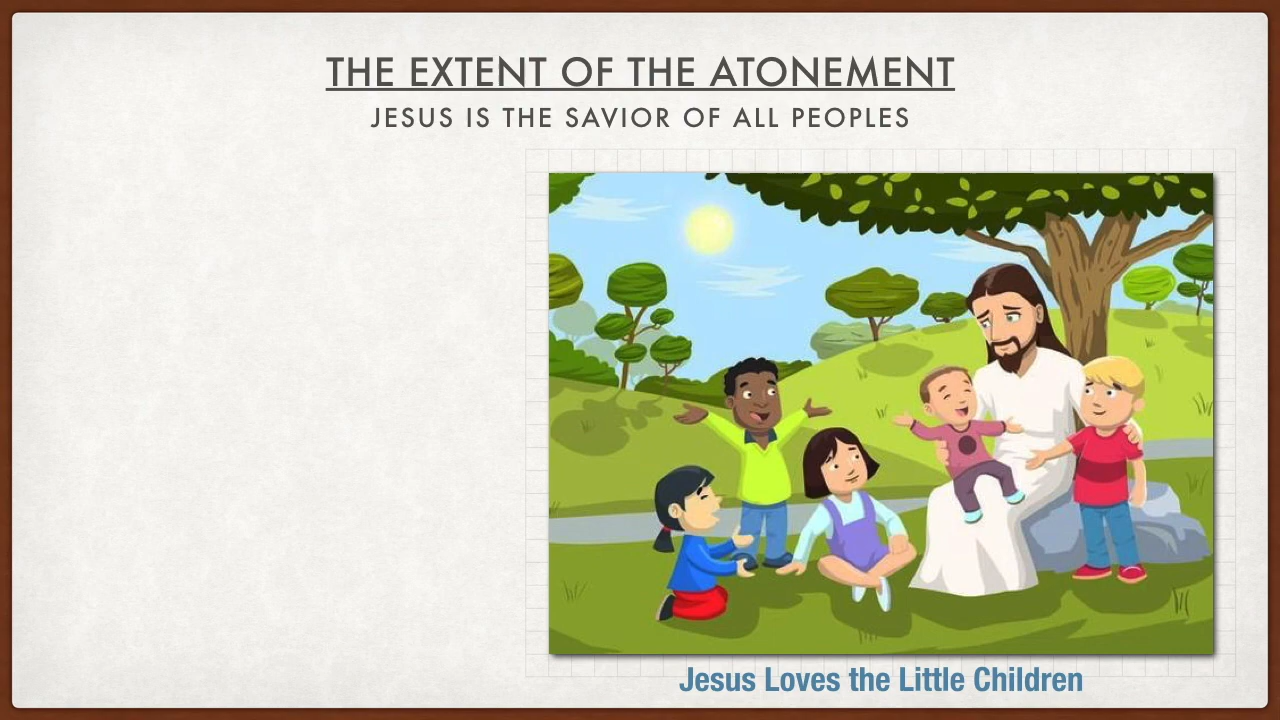 THE EXTENT OF THE ATONEMENT
JESUS IS THE SAVIOR OF ALL PEOPLES
Jesus Loves the Little Children